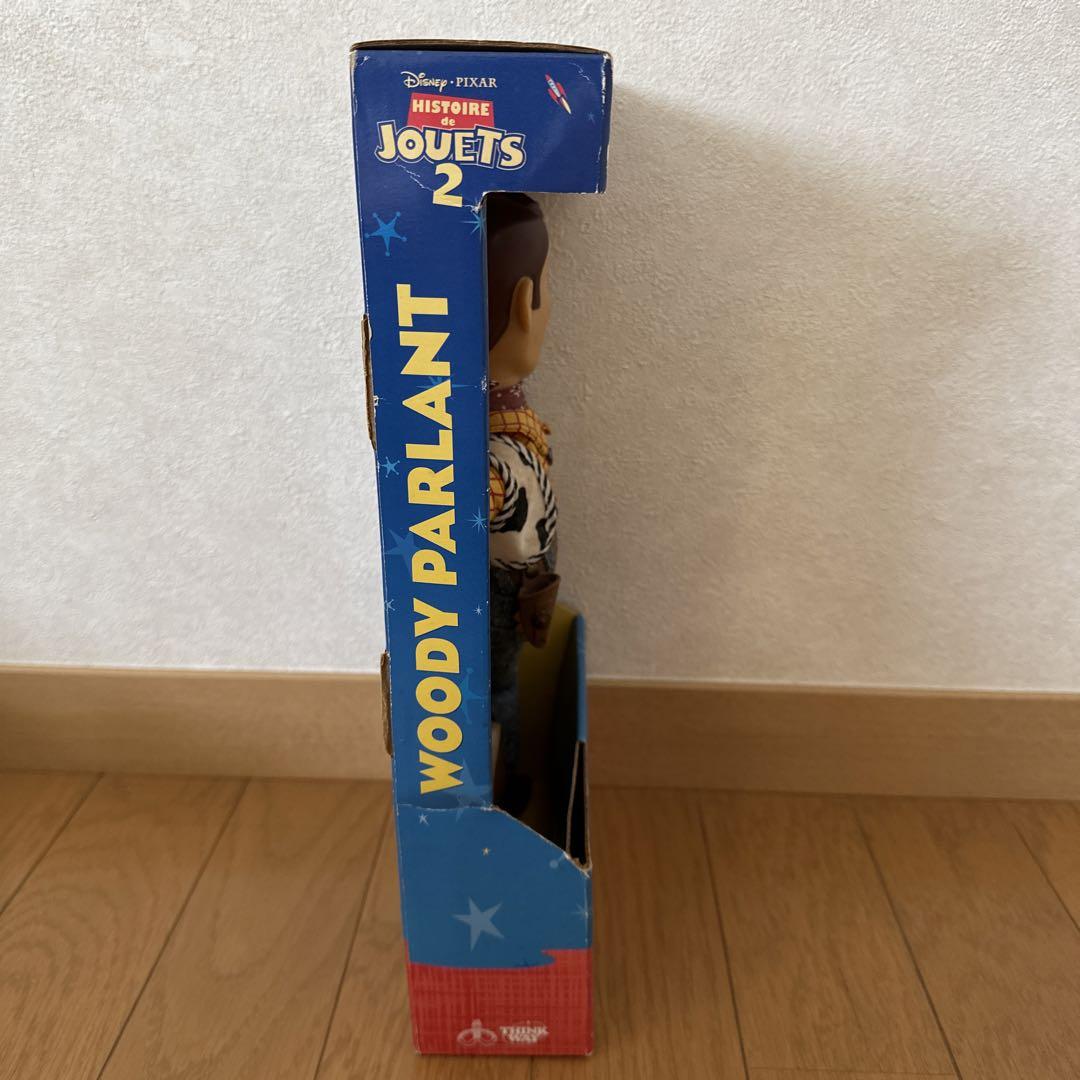 Disney · PIXAR
HISTOIRE
de
JOUETS
2
WOODY PARLANT
THINK
WAY